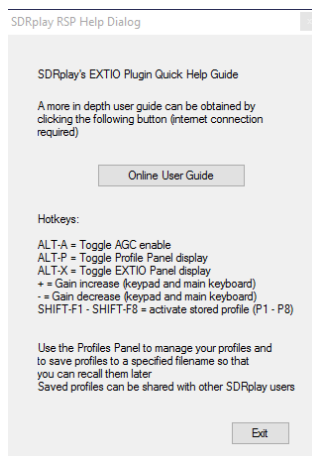 SDRplay RSP Help Dialog
SDRplay's EXTIO Plugin Quick Help Guide
A more in depth user guide can be obtained by
clicking the following button (internet connection
required)
Online User Guide
Hotkeys:
ALT-A = Toggle AGC enable
ALT-P = Toggle Profile Panel display
ALT-X = Toggle EXTIO Panel display
+ = Gain increase (keypad and main keyboard)
- = Gain decrease (keypad and main keyboard)
SHIFT-F1 - SHIFT-F8 = activate stored profile (P1 - P8)
Use the Profiles Panel to manage your profiles and
to save profiles to a specified filename so that
you can recall them later
Saved profiles can be shared with other SDRplay users
Exit